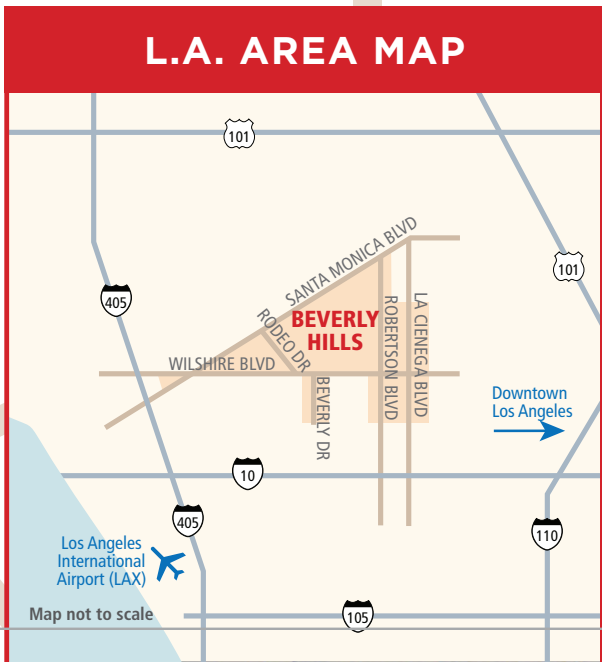 L.A. AREA MAP
101
SANTA MONICA BLVD
101
405
RODEO DR
BEVERLY
HILLS
ROBERTSON BLVD
LA CIENEGA BLVD
WILSHIRE BLVD
BEVERLY DR
Downtown
Los Angeles
10
405
110
Los Angeles
International
Airport (LAX)
Map not to scale
105